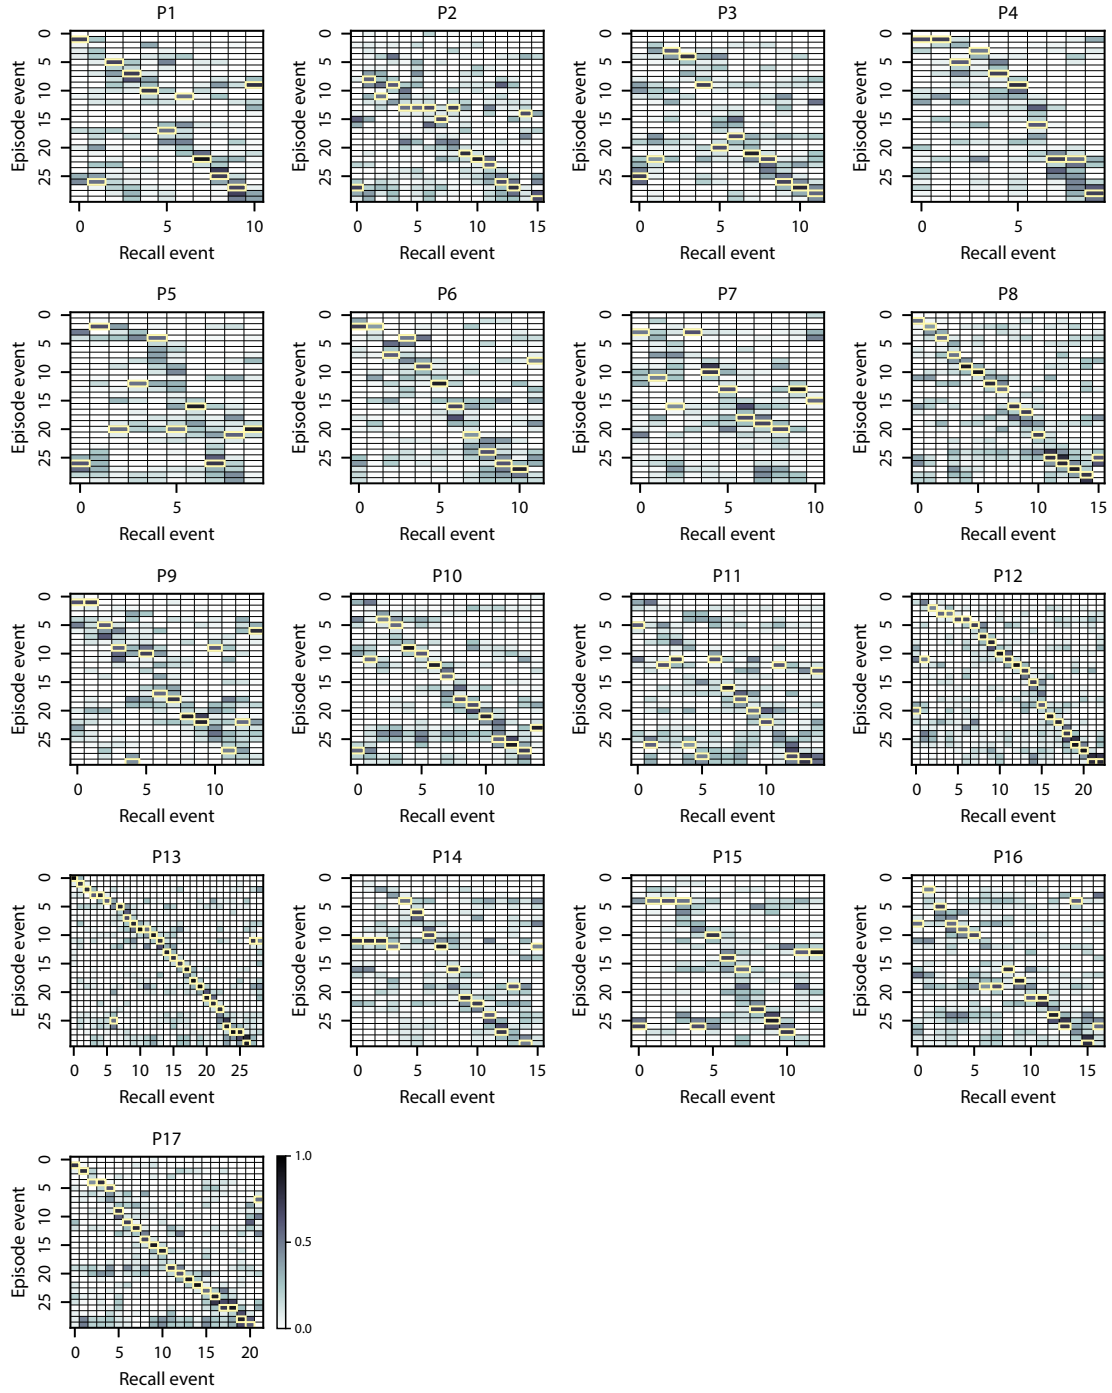 P1 P2 P3 P4
0 5 10 15 20 25 0 5 10 15 20 25 0 5 10 15 20 25 0 5 10 15 20 25
Episode event Episode event Episode event Episode event
0 5 10 0 5 10 15 0 5 10 0 5
Recall event Recall event Recall event Recall event
P5 P6 P7 P8
0 5 10 15 20 25 0 5 10 15 20 25 0 5 10 15 20 25 0 5 10 15 20 25
Episode event Episode event Episode event Episode event
0 5 0 5 10 0 5 10 0 5 10 15
Recall event Recall event Recall event Recall event
P9 P10 P11 P12
0 5 10 15 20 25 0 5 10 15 20 25 0 5 10 15 20 25 0 5 10 15 20 25
Episode event Episode event Episode event Episode event
0 5 10 0 5 10 0 5 10 0 5 10 15 20
Recall event Recall event Recall event Recall event
P13 P14 P15 P16
0 5 10 15 20 25 0 5 10 15 20 25 0 5 10 15 20 25 0 5 10 15 20 25
Episode event Episode event Episode event Episode event
0 5 10 15 20 25 0 5 10 15 0 5 10 0 5 10 15
Recall event Recall event Recall event Recall event
P17
0 5 10 15 20 25
Episode event
1.0
0.5
0.0
0 5 10 15 20
Recall event